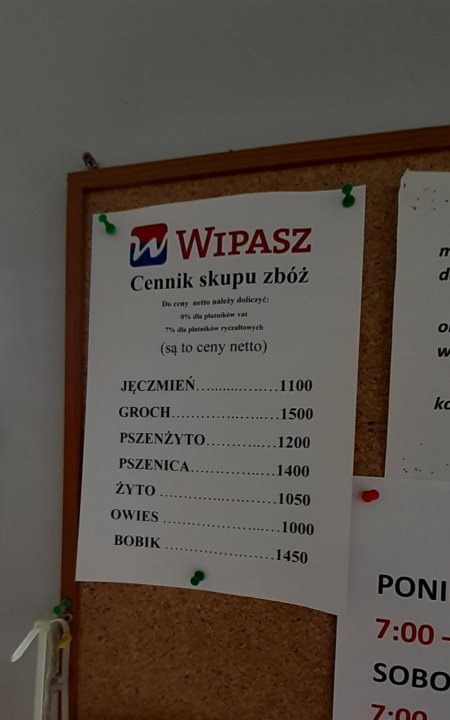 WIPASZ
Cennik skupu zbóż
Do ceny netto należy doliczyć:
0% dla płatników vat
7% dla płatników ryczałtowych
(są to ceny netto)
JĘCZMIEŃ....................1100
GROCH........................1500
PSZENŻYTO.................1200
PSZENICA....................1400
ŻYTO ...........................1050
OWIES .........................1000
BOBIK .........................1450
PONI
7:00 –
SOBO
7:00